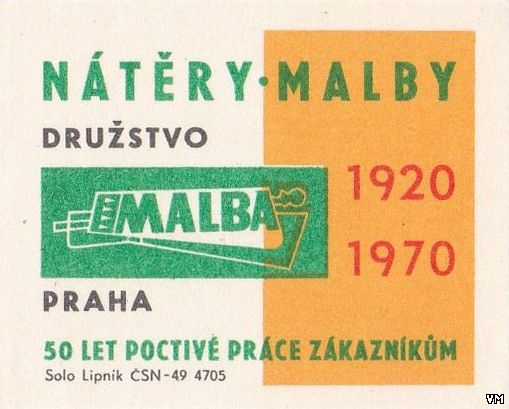 NÁTĚRY·MALBY
DRUŽSTVO
MALBA
1920
1970
PRAHA
50 LET POCTIVÉ PRÁCE ZÁKAZNÍKŮM
Solo Lipník ČSN-49 4705
VM